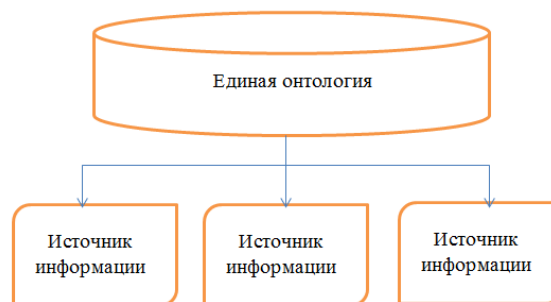 Единая онтология
Источник
информации
Источник
информации
Источник
информации